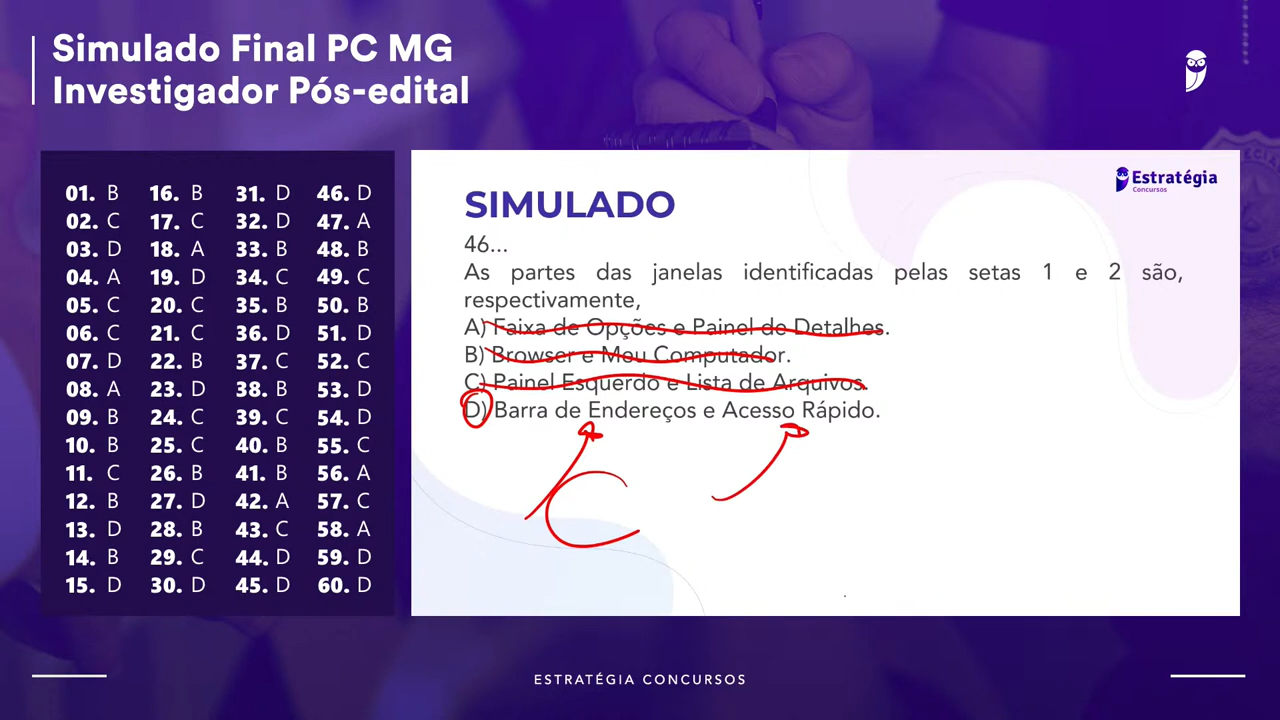 Simulado Final PC MG
Investigador Pós-edital
01. B 16. B 31. D 46. D
02. C 17. C 32. D 47. A
03. D 18. A 33. B 48. B
04. A 19. D 34. C 49. C
05. C 20. C 35. B 50. B
06. C 21. C 36. D 51. D
07. D 22. B 37. C 52. C
08. A 23. D 38. B 53. D
09. B 24. C 39. C 54. D
10. B 25. C 40. B 55. C
11. C 26. B 41. B 56. A
12. B 27. D 42. A 57. C
13. D 28. B 43. C 58. A
14. B 29. C 44. D 59. D
15. D 30. D 45. D 60. D
Estratégia
Concursos
SIMULADO
46...
As partes das janelas identificadas pelas setas 1 e 2 são,
respectivamente,
A) Faixa de Opções e Painel de Detalhes.
B) Browser e Meu Computador.
C) Painel Esquerdo e Lista de Arquivos.
D) Barra de Endereços e Acesso Rápido.
ESTRATÉGIA CONCURSOS